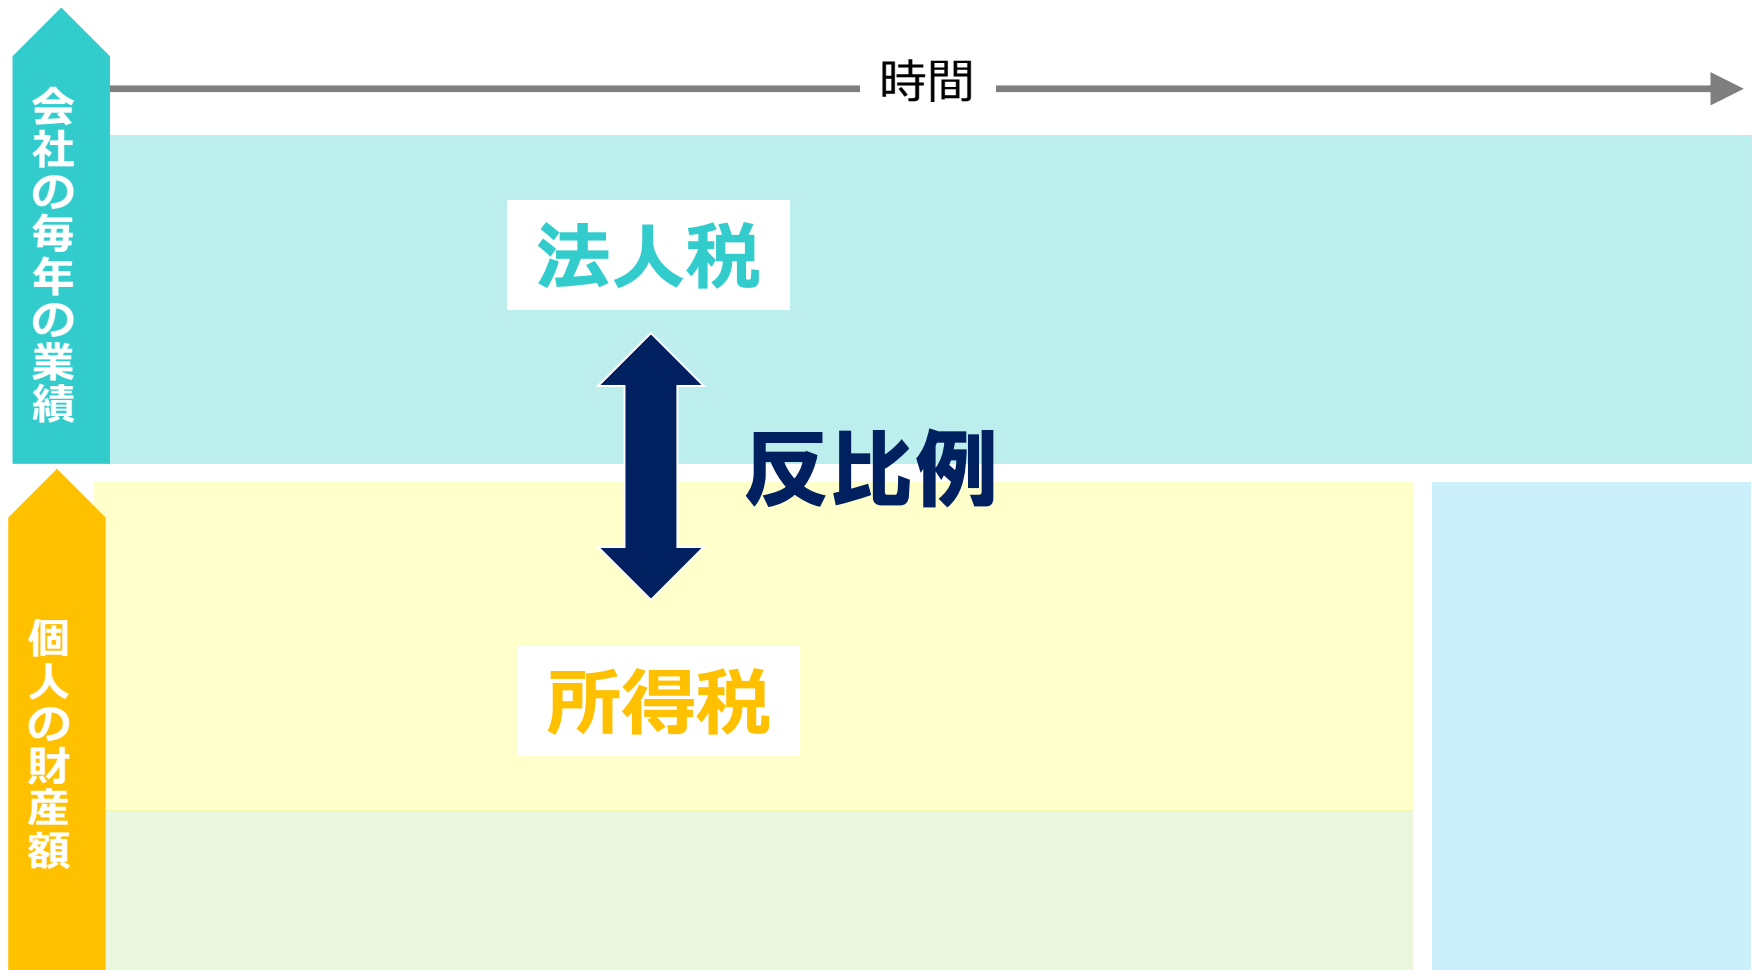 時間
会社の毎年の業績
法人税
反比例
所得税
個人の財産額